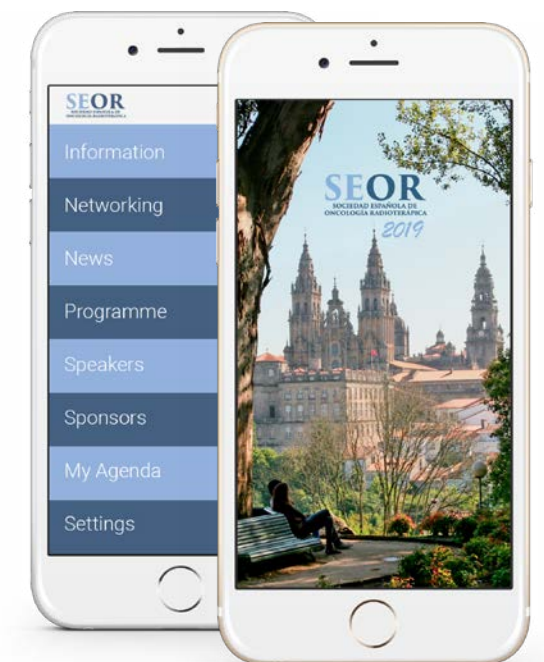 SEOR
SOCIEDAD ESPAÑOLA DE
ONCOLOGÍA RADIOTERÁPICA
Information
Networking
News
Programme
Speakers
Sponsors
My Agenda
Settings
SEOR
SOCIEDAD ESPAÑOLA DE
ONCOLOGÍA RADIOTERÁPICA
2019